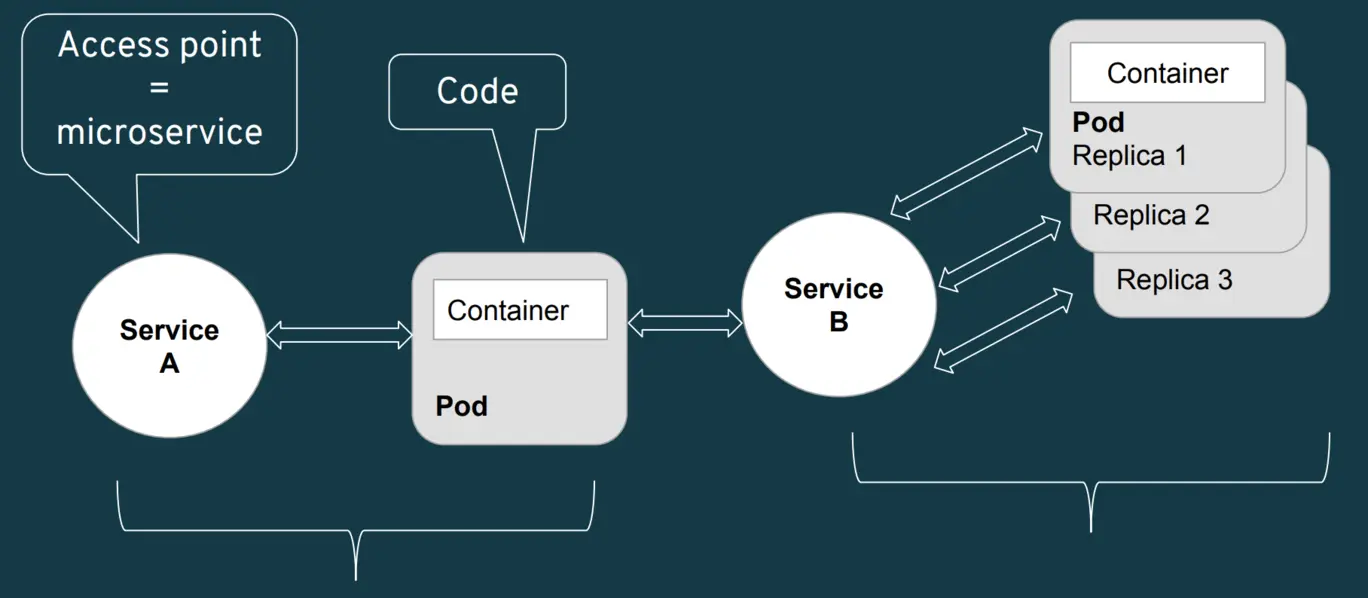 Access point
=
microservice
Code
Service
A
Container
Pod
Service
B
Container
Pod
Replica 1
Replica 2
Replica 3